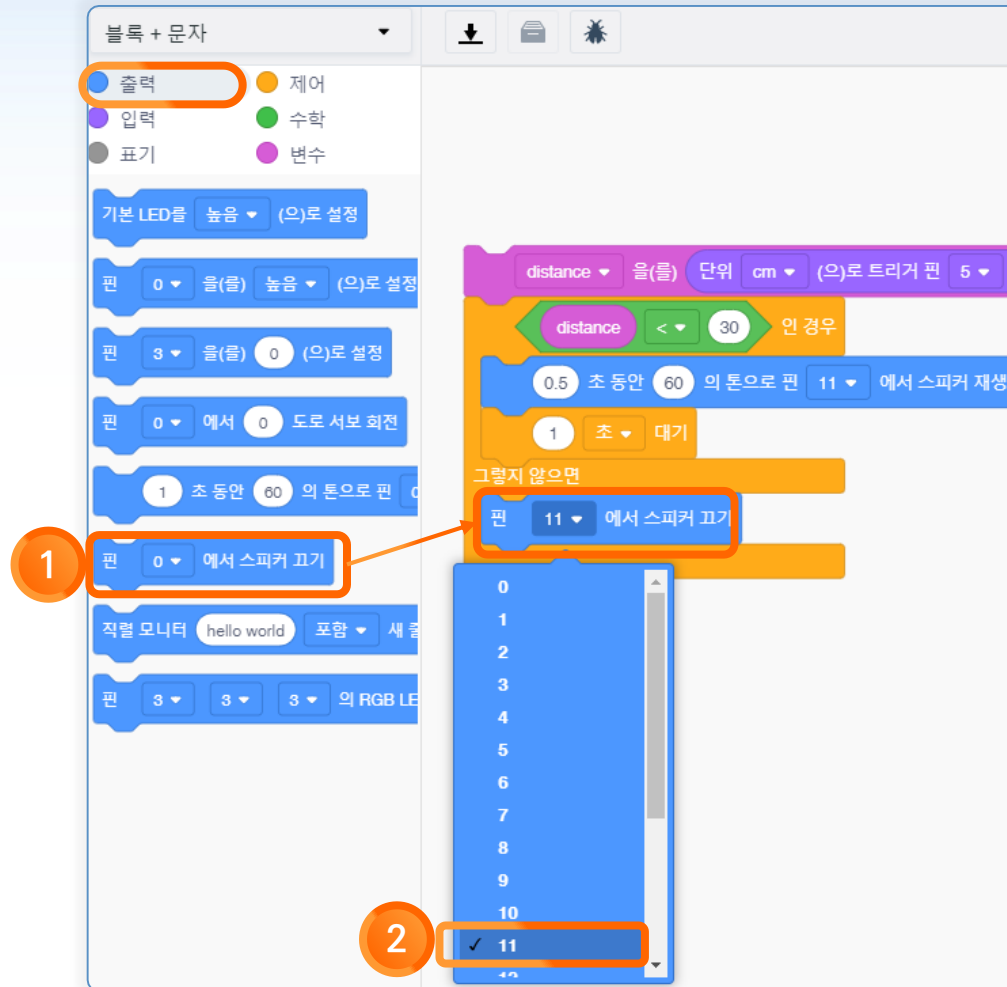 블록 + 문자
출력
제어
입력
수학
표기
변수
기본 LED를 높음 (으)로 설정
핀 0 을(를) 높음 (으)로 설정
핀 3 을(를) 0 (으)로 설정
핀 0 에서 0 도로 서보 회전
1 초 동안 60 의 톤으로 핀
1
핀 0 에서 스피커 끄기
직렬 모니터 hello world 포함 새
핀 3 3 3 의 RGB LE
distance 을(를) 단위 cm (으)로 트리거 핀 5
distance < 30 인 경우
0.5 초 동안 60 의 톤으로 핀 11 에서 스피커 재생
1 초 대기
그렇지 않으면
핀 11 에서 스피커 끄기
0
1
2
3
4
5
6
7
8
9
10
2
✓ 11